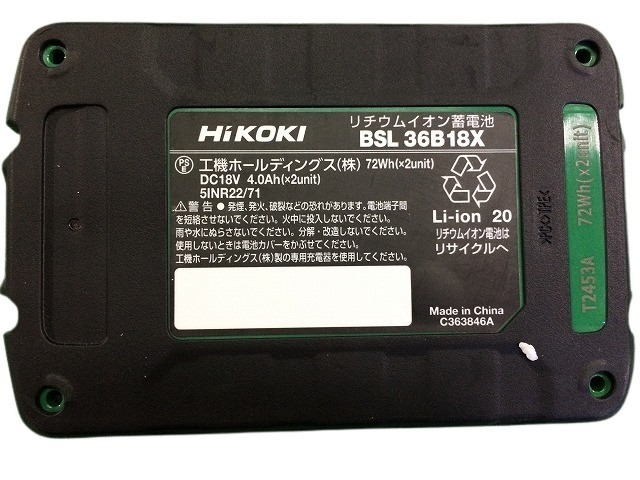 HiKOKI
リチウムイオン蓄電池
BSL 36B18X
PS E 工機ホールディングス(株) 72Wh(×2unit)
DC18V 4.0Ah(×2unit)
5INR22/71
⚠警告 ● 発煙、発火、破裂などの恐れがあります。電池端子間
を短絡させないでください。火中に投入しないでください。
雨や水にぬらさないでください。分解・改造しないでください。
使用しないときは電池カバーをかぶせてください。
工機ホールディングス(株)製の専用充電器を使用してください。
Li-ion 20
リチウムイオン電池は
リサイクルへ
Made in China
C363846A
T2453A 72Wh(×2unit)